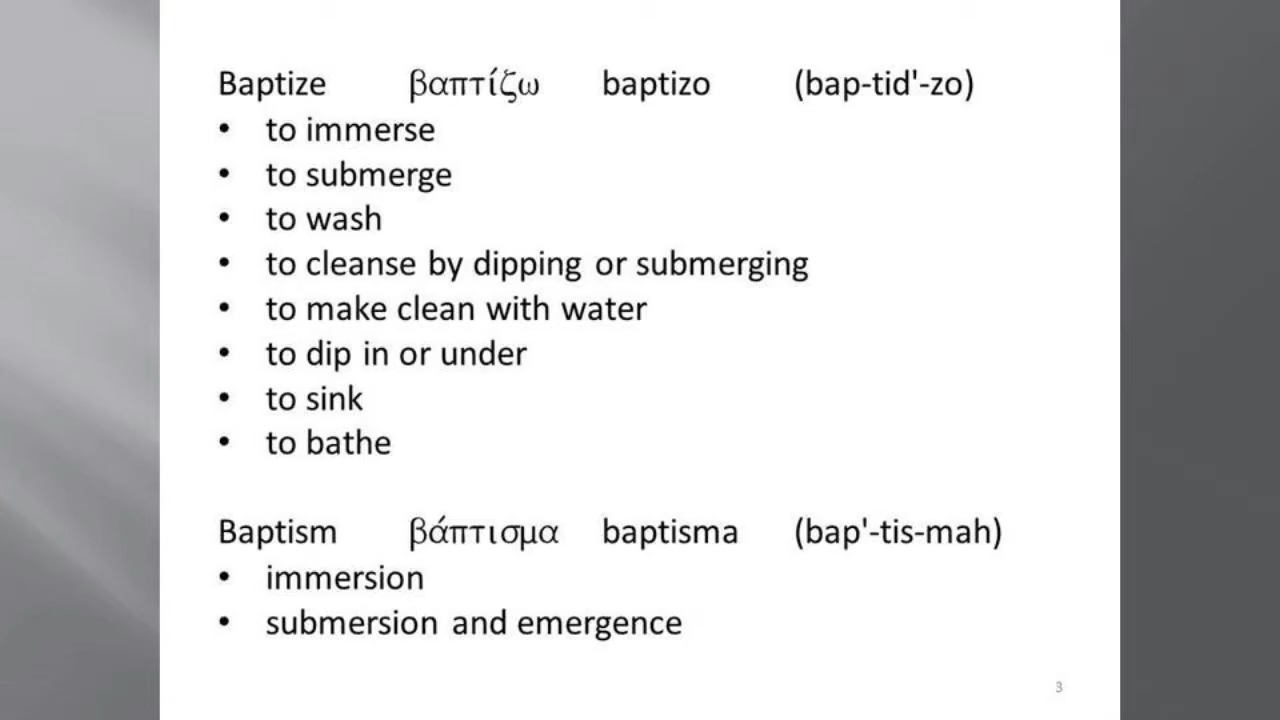 Baptize βαπτίζω baptizo (bap-tid'-zo)
• to immerse
• to submerge
• to wash
• to cleanse by dipping or submerging
• to make clean with water
• to dip in or under
• to sink
• to bathe
Baptism βάπτισμα baptisma (bap'-tis-mah)
• immersion
• submersion and emergence
3